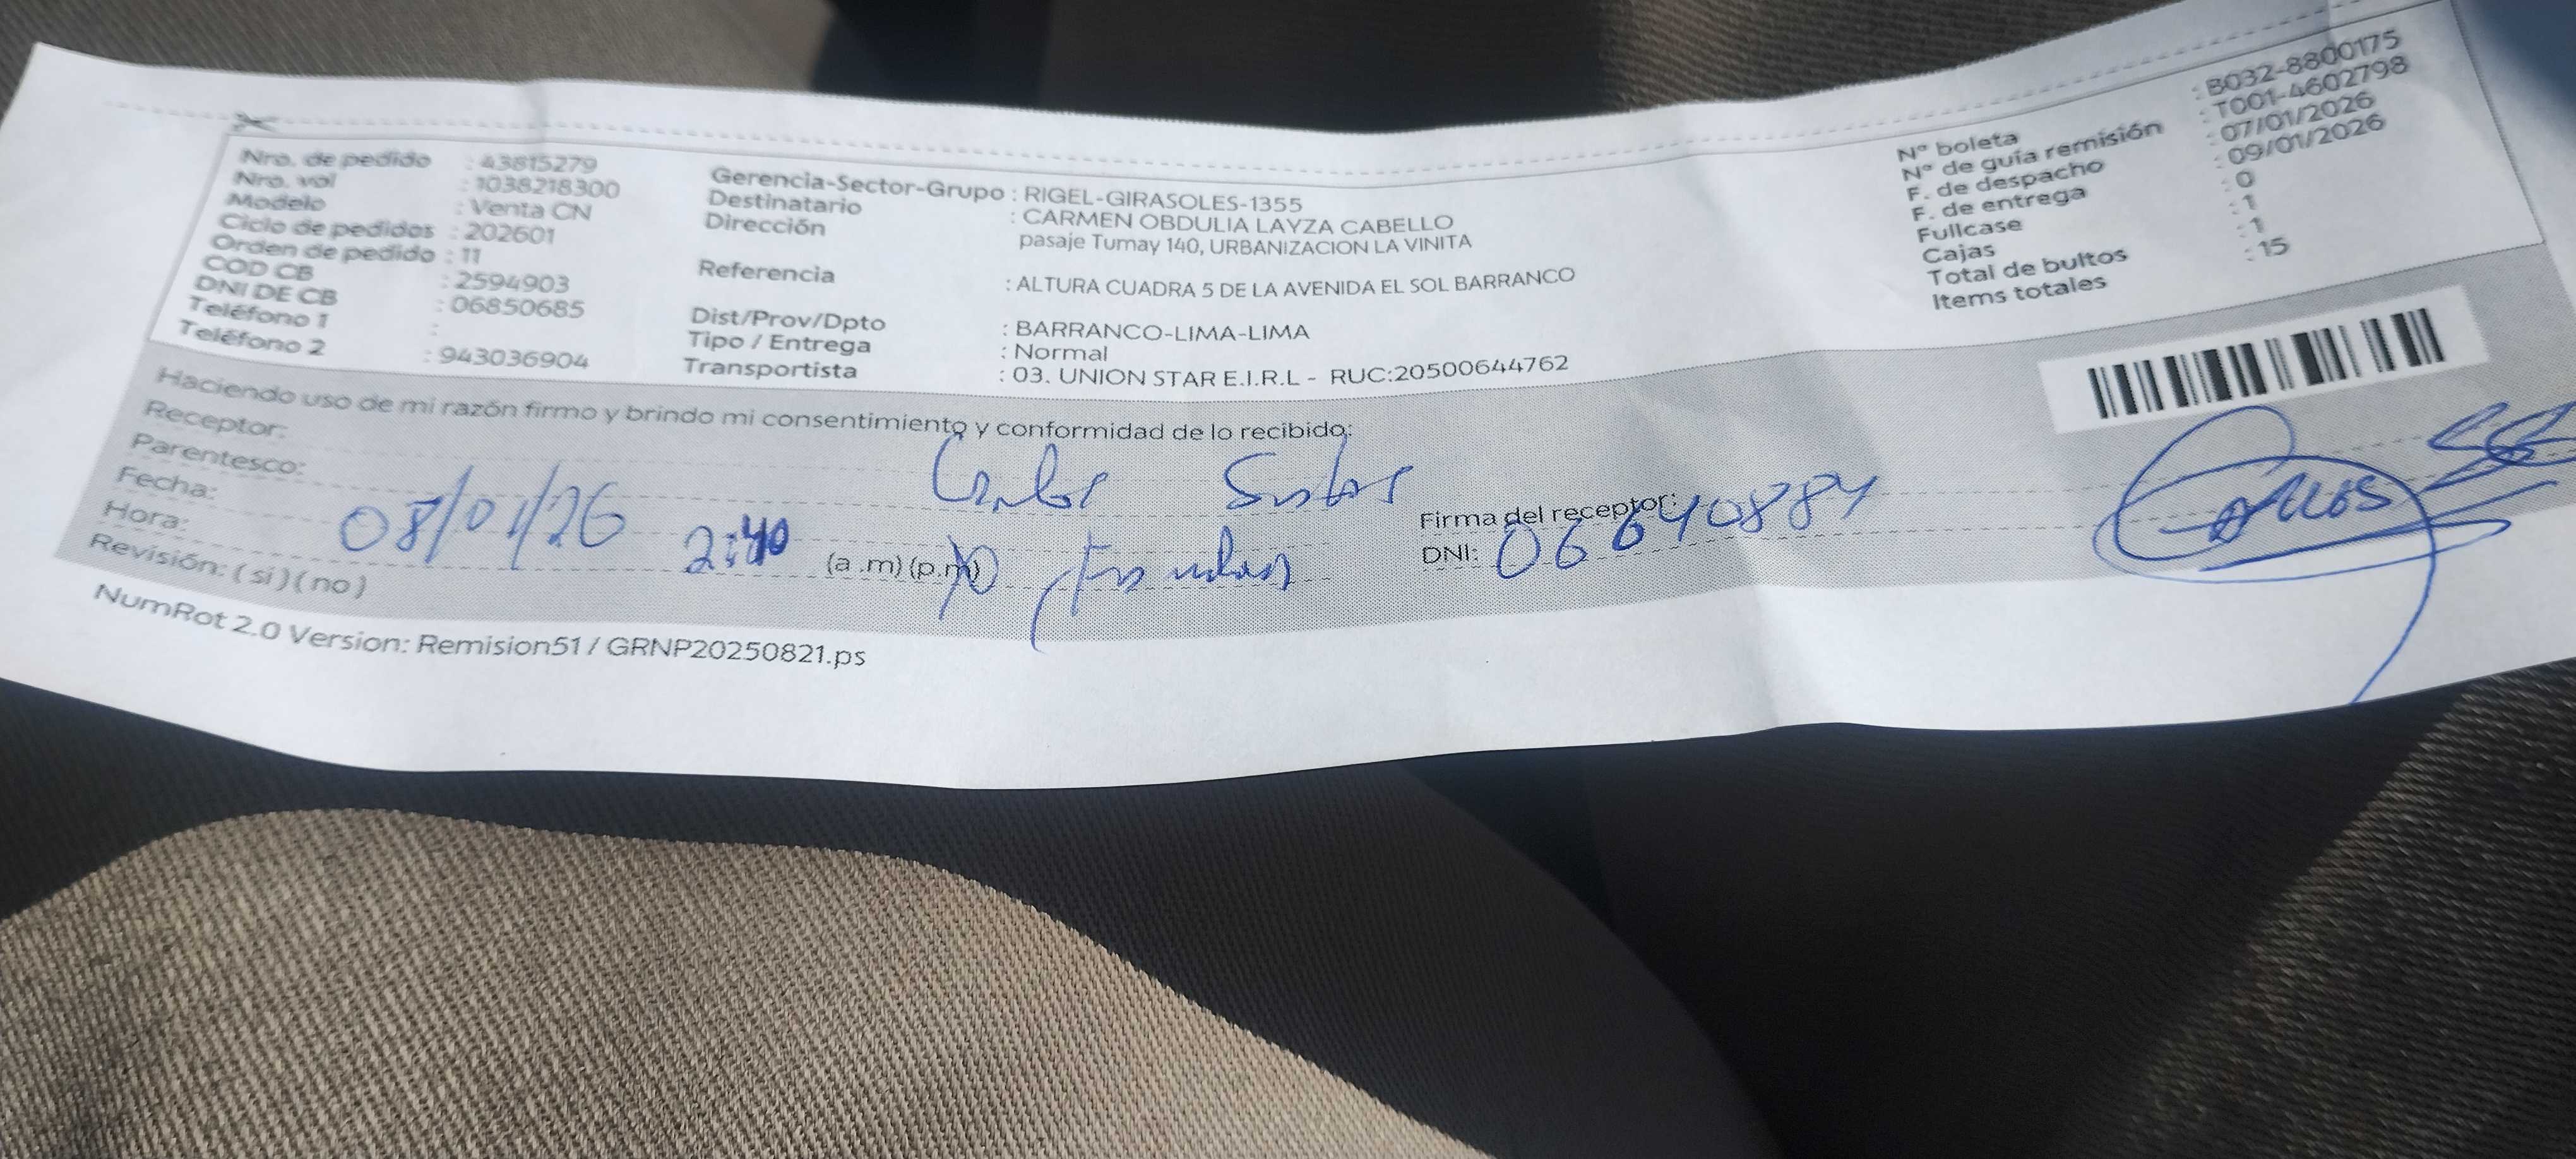 Nro. de pedido : 43815279
Nro. vol : 1038218300
Modelo : Venta CN
Ciclo de pedidos : 202601
Orden de pedido : 11
COD CB : 2594903
DNI DE CB : 06850685
Teléfono 1 :
Teléfono 2 : 943036904
Gerencia-Sector-Grupo : RIGEL-GIRASOLES-1355
Destinatario : CARMEN OBDULIA LAYZA CABELLO
Dirección pasaje Tumay 140, URBANIZACION LA VINITA
Referencia : ALTURA CUADRA 5 DE LA AVENIDA EL SOL BARRANCO
Dist/Prov/Dpto : BARRANCO-LIMA-LIMA
Tipo / Entrega : Normal
Transportista : 03. UNION STAR E.I.R.L - RUC:20500644762
N° boleta : B032-8800175
N° de guía remisión : T001-4602798
F. de despacho : 07/01/2026
F. de entrega : 09/01/2026
Fullcase : 0
Cajas : 1
Total de bultos : 1
Items totales : 15
Haciendo uso de mi razón firmo y brindo mi consentimiento y conformidad de lo recibido:
Receptor: Carlos
Parentesco:
Fecha: 08/01/26
Hora: 2:40 (a.m) (p.m)
Revisión: ( si ) ( no )
Firma del receptor: Carlos
DNI: 06640884
NumRot 2.0 Version: Remision51 / GRNP20250821.ps